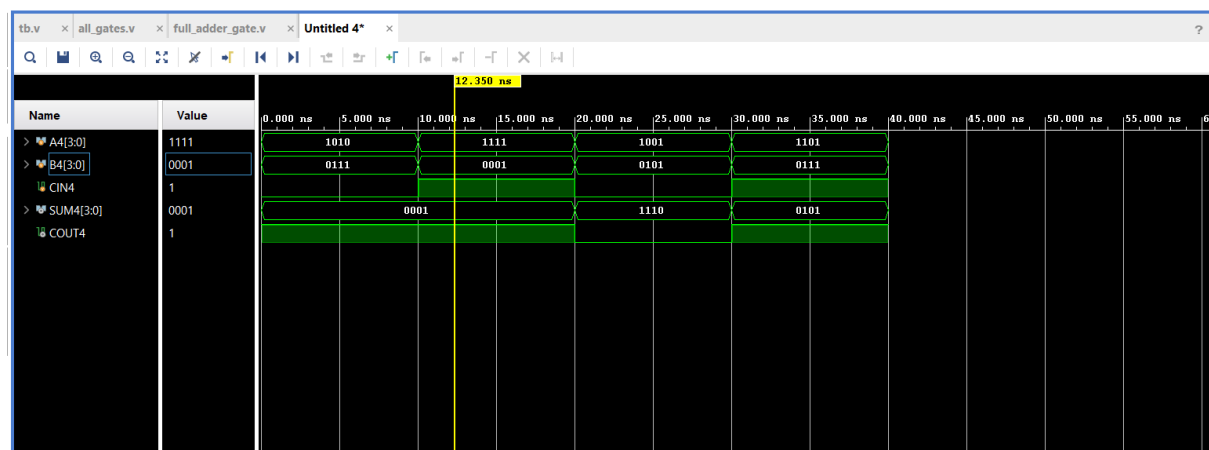 tb.v × all_gates.v × full_adder_gate.v × Untitled 4* × ?
12.350 ns
Name Value 0.000 ns 5.000 ns 10.000 ns 15.000 ns 20.000 ns 25.000 ns 30.000 ns 35.000 ns 40.000 ns 45.000 ns 50.000 ns 55.000 ns 6
A4[3:0] 1111 1010 1111 1001 1101
B4[3:0] 0001 0111 0001 0101 0111
CIN4 1
SUM4[3:0] 0001 0001 1110 0101
COUT4 1